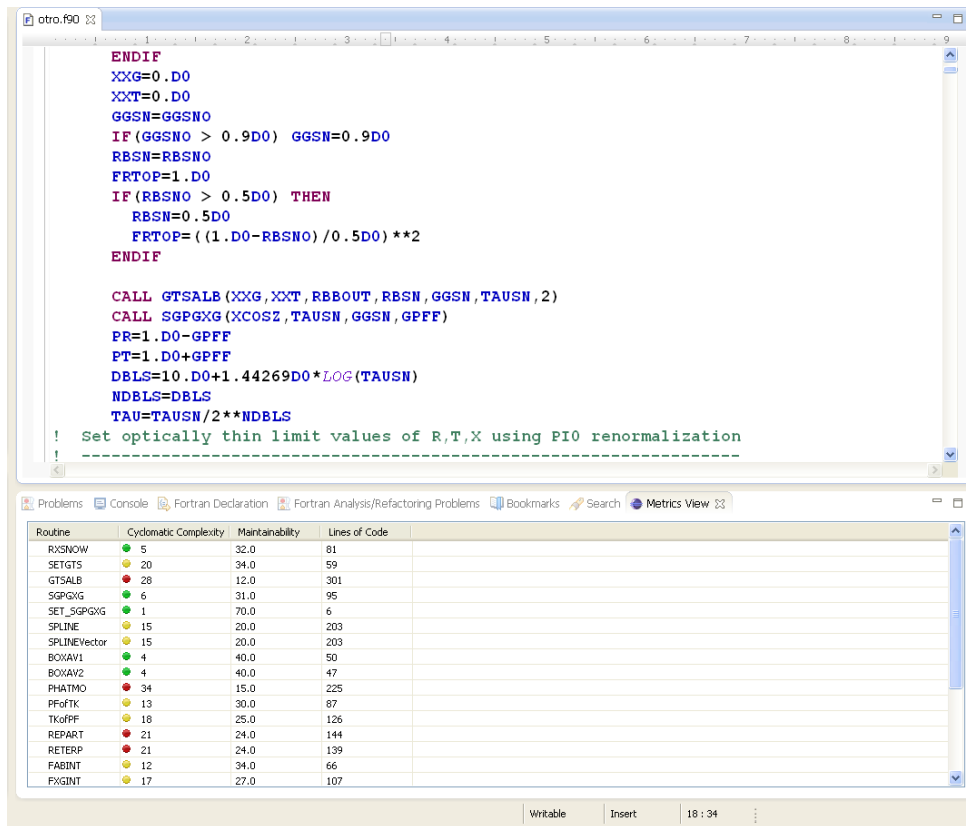 otro.f90
1 2 3 4 5 6 7 8 9
ENDIF
XXG=0.D0
XXT=0.D0
GGSN=GGSNO
IF(GGSNO > 0.9D0) GGSN=0.9D0
RBSN=RBSNO
FRTOP=1.D0
IF(RBSNO > 0.5D0) THEN
RBSN=0.5D0
FRTOP=((1.D0-RBSNO)/0.5D0)**2
ENDIF
CALL GTSALB(XXG,XXT,RBBOUT,RBSN,GGSN,TAUSN,2)
CALL SGPGXG(XCOSZ,TAUSN,GGSN,GPFF)
PR=1.D0-GPFF
PT=1.D0+GPFF
DBLS=10.D0+1.44269D0*LOG(TAUSN)
NDBLS=DBLS
TAU=TAUSN/2**NDBLS
! Set optically thin limit values of R,T,X using PI0 renormalization
! ------------------------------------------------------------------
Problems Console Fortran Declaration Fortran Analysis/Refactoring Problems Bookmarks Search Metrics View
Routine Cyclomatic Complexity Maintainability Lines of Code
RXSNOW 5 32.0 81
SETGTS 20 34.0 59
GTSALB 28 12.0 301
SGPGXG 6 31.0 95
SET_SGPGXG 1 70.0 6
SPLINE 15 20.0 203
SPLINEVector 15 20.0 203
BOXAV1 4 40.0 50
BOXAV2 4 40.0 47
PHATMO 34 15.0 225
PFofTK 13 30.0 87
TKofPF 18 25.0 126
REPART 21 24.0 144
RETERP 21 24.0 139
FABINT 12 34.0 66
FXGINT 17 27.0 107
Writable Insert 18 : 34